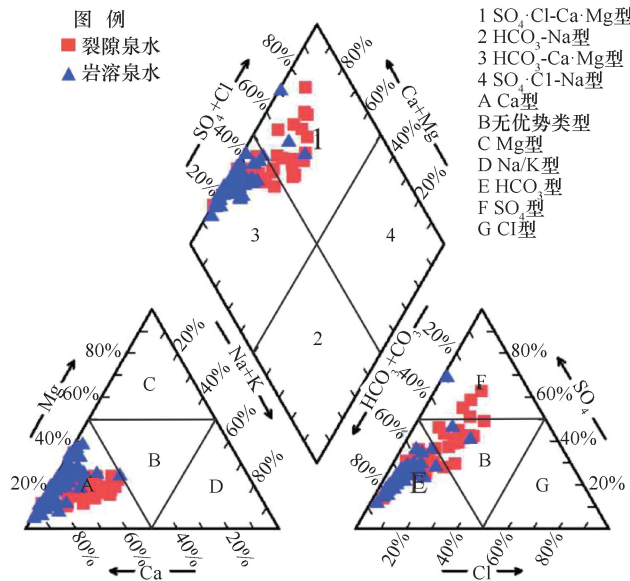 图 例
裂隙泉水
岩溶泉水
1 SO₄·Cl-Ca·Mg型
2 HCO₃-Na型
3 HCO₃-Ca·Mg型
4 SO₄·C1-Na型
A Ca型
B无优势类型
C Mg型
D Na/K型
E HCO₃型
F SO₄型
G CI型
SO₄+Cl
20% 40% 60% 80%
Ca+Mg
80% 60% 40% 20%
1
3
4
2
Mg
20% 40% 60% 80%
Na+K
20% 40% 60% 80%
C
A
B
D
80% 60% 40% 20%
Ca
HCO₃+CO₃
20% 40% 60% 80%
SO₄
80% 60% 40% 20%
F
E
B
G
20% 40% 60% 80%
Cl